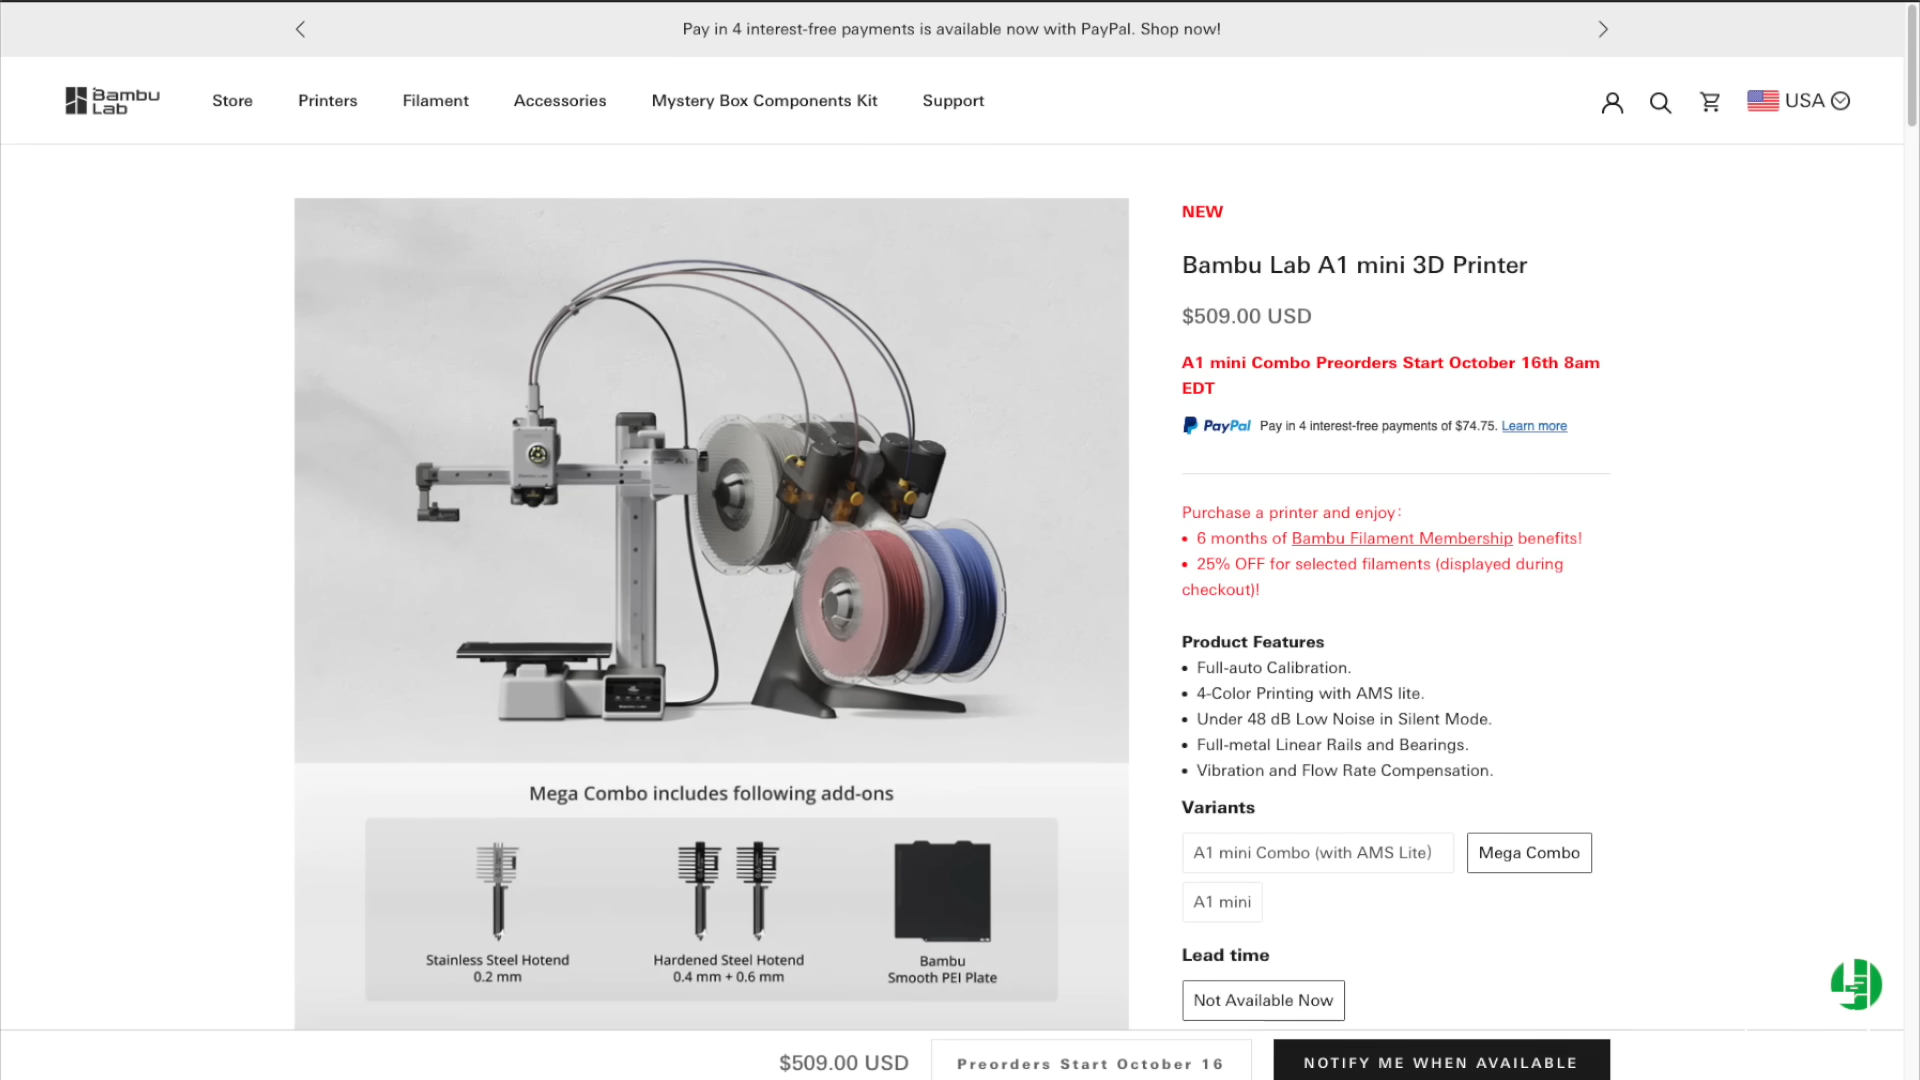 Pay in 4 interest-free payments is available now with PayPal. Shop now!
Bambu
Lab
Store
Printers
Filament
Accessories
Mystery Box Components Kit
Support
USA
NEW
Bambu Lab A1 mini 3D Printer
$509.00 USD
A1 mini Combo Preorders Start October 16th 8am
EDT
PayPal Pay in 4 interest-free payments of $74.75. Learn more
Purchase a printer and enjoy:
• 6 months of Bambu Filament Membership benefits!
• 25% OFF for selected filaments (displayed during
checkout)!
Product Features
• Full-auto Calibration.
• 4-Color Printing with AMS lite.
• Under 48 dB Low Noise in Silent Mode.
• Full-metal Linear Rails and Bearings.
• Vibration and Flow Rate Compensation.
Variants
A1 mini Combo (with AMS Lite)
Mega Combo
A1 mini
Lead time
Not Available Now
Mega Combo includes following add-ons
Stainless Steel Hotend
0.2 mm
Hardened Steel Hotend
0.4 mm + 0.6 mm
Bambu
Smooth PEI Plate
$509.00 USD
Preorders Start October 16
NOTIFY ME WHEN AVAILABLE